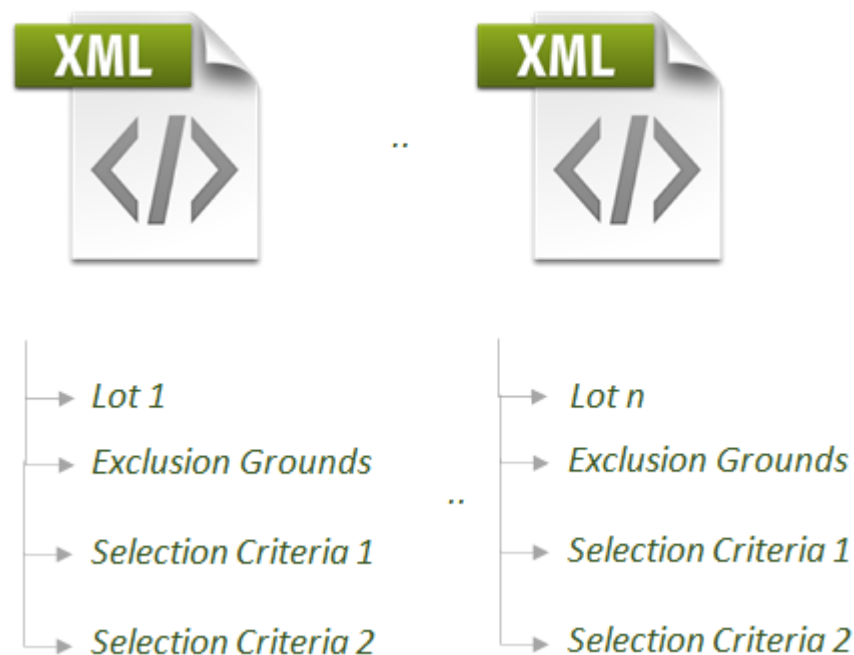 XML
</>
..
XML
</>
Lot 1
Exclusion Grounds
Selection Criteria 1
Selection Criteria 2
..
Lot n
Exclusion Grounds
Selection Criteria 1
Selection Criteria 2